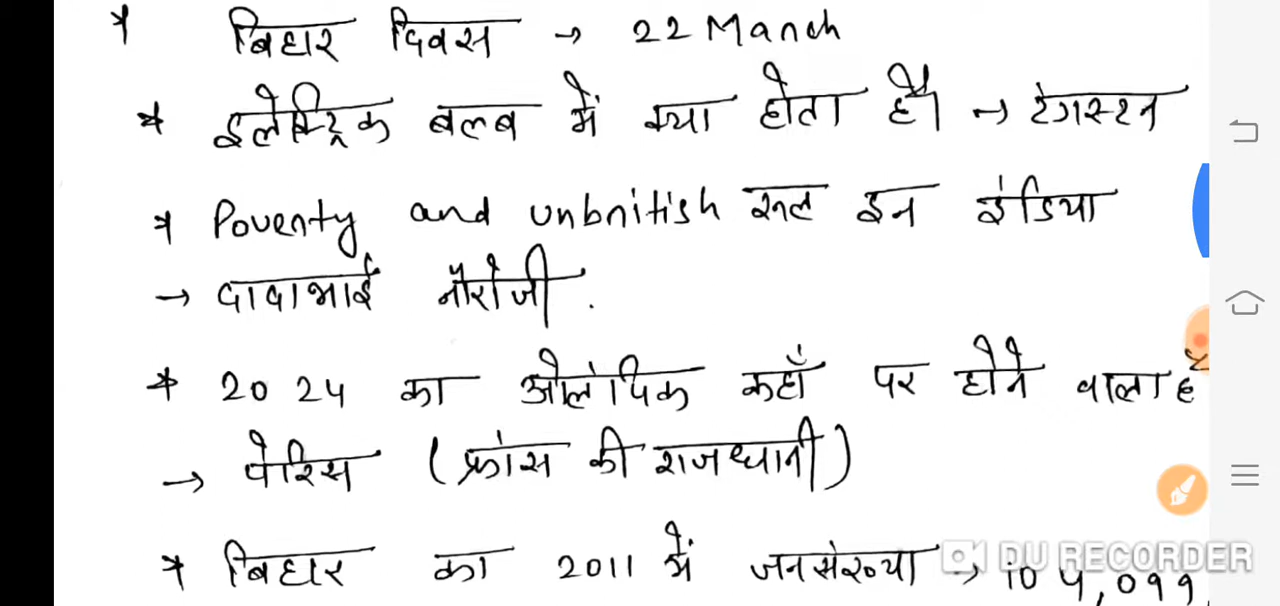 * बिहार दिवस → 22 March
* इलेक्ट्रिक बल्ब में क्या होता है। → टंगस्टन
* Poverty and unbritish रूल इन इंडिया
→ दादाभाई नौरोजी.
* 2024 का ओलंपिक कहाँ पर होने वाला है
→ पेरिस (फ्रांस की राजधानी)
* बिहार का 2011 में जनसंख्या → 104,099,
DU RECORDER